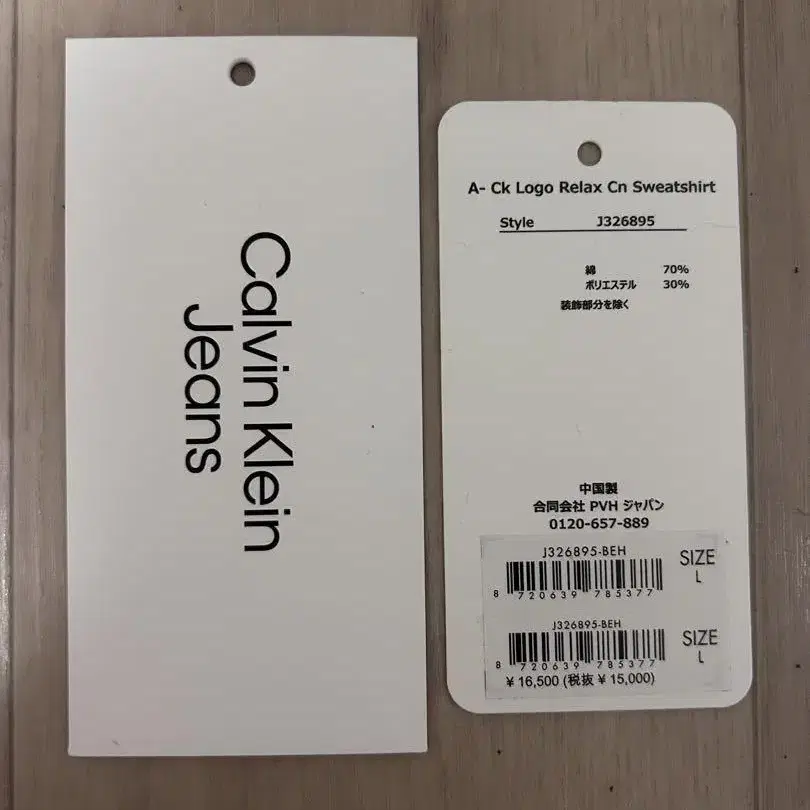 Calvin Klein
Jeans
A- Ck Logo Relax Cn Sweatshirt
Style J326895
綿 70%
ポリエステル 30%
装飾部分を除く
中国製
合同会社 PVH ジャパン
0120-657-889
J326895-BEH
SIZE
L
8 720639 785377
J326895-BEH
SIZE
L
8 720639 785377
¥ 16,500 (税抜 ¥ 15,000)